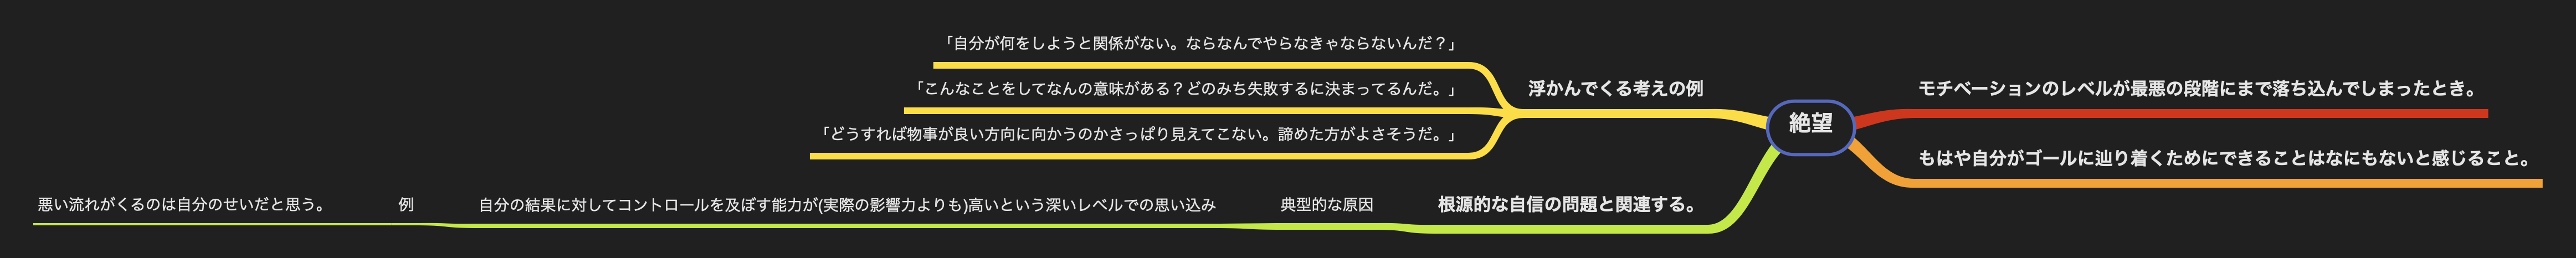 絶望
モチベーションのレベルが最悪の段階にまで落ち込んでしまったとき。
もはや自分がゴールに辿り着くためにできることはなにもないと感じること。
浮かんでくる考えの例
「自分が何をしようと関係がない。ならなんでやらなきゃならないんだ？」
「こんなことをしてなんの意味がある？どのみち失敗するに決まってるんだ。」
「どうすれば物事が良い方向に向かうのかさっぱり見えてこない。諦めた方がよさそうだ。」
根源的な自信の問題と関連する。
典型的な原因
自分の結果に対してコントロールを及ぼす能力が(実際の影響力よりも)高いという深いレベルでの思い込み
例
悪い流れがくるのは自分のせいだと思う。